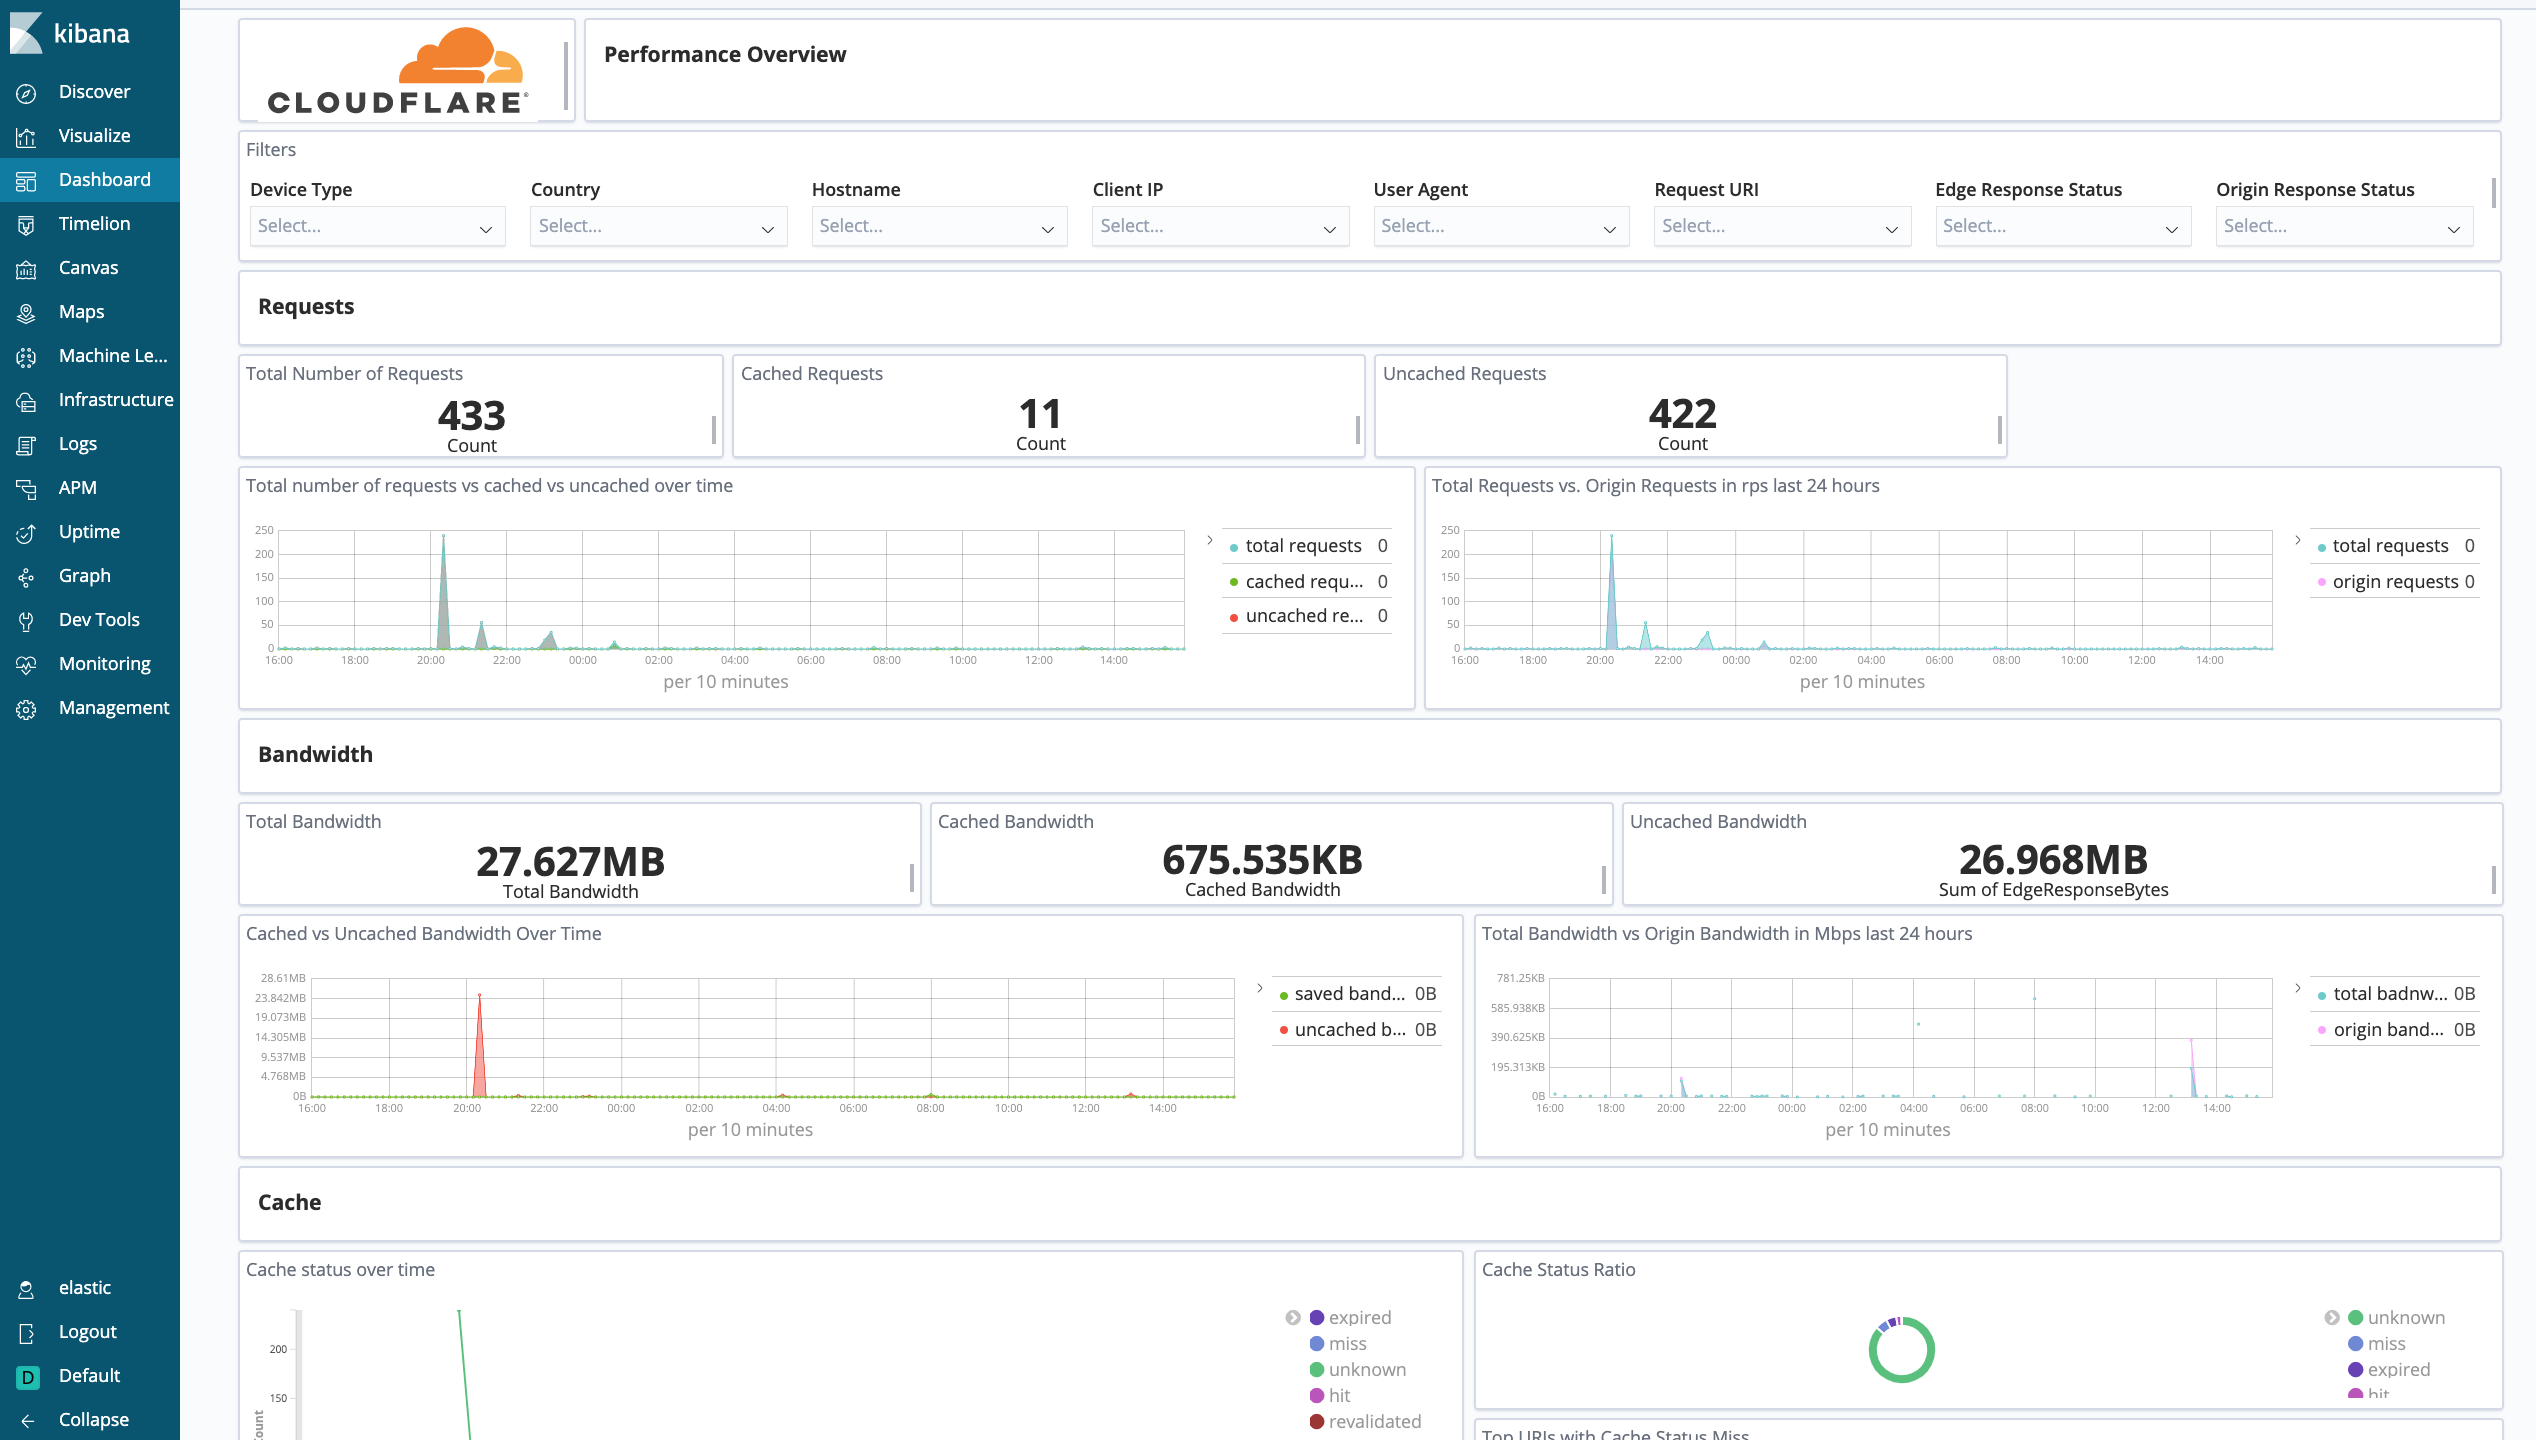 kibana
Discover
Visualize
Dashboard
Timelion
Canvas
Maps
Machine Le...
Infrastructure
Logs
APM
Uptime
Graph
Dev Tools
Monitoring
Management
elastic
Logout
D Default
Collapse
CLOUDFLARE®
Performance Overview
Filters
Device Type Country Hostname Client IP User Agent Request URI Edge Response Status Origin Response Status
Select... Select... Select... Select... Select... Select... Select... Select...
Requests
Total Number of Requests
433
Count
Cached Requests
11
Count
Uncached Requests
422
Count
Total number of requests vs cached vs uncached over time
250
200
150
100
50
0
16:00 18:00 20:00 22:00 00:00 02:00 04:00 06:00 08:00 10:00 12:00 14:00
per 10 minutes
total requests 0
cached requ... 0
uncached re... 0
Total Requests vs. Origin Requests in rps last 24 hours
250
200
150
100
50
0
16:00 18:00 20:00 22:00 00:00 02:00 04:00 06:00 08:00 10:00 12:00 14:00
per 10 minutes
total requests 0
origin requests 0
Bandwidth
Total Bandwidth
27.627MB
Total Bandwidth
Cached Bandwidth
675.535KB
Cached Bandwidth
Uncached Bandwidth
26.968MB
Sum of EdgeResponseBytes
Cached vs Uncached Bandwidth Over Time
28.61MB
23.842MB
19.073MB
14.305MB
9.537MB
4.768MB
0B
16:00 18:00 20:00 22:00 00:00 02:00 04:00 06:00 08:00 10:00 12:00 14:00
per 10 minutes
saved band... 0B
uncached b... 0B
Total Bandwidth vs Origin Bandwidth in Mbps last 24 hours
781.25KB
585.938KB
390.625KB
195.313KB
0B
16:00 18:00 20:00 22:00 00:00 02:00 04:00 06:00 08:00 10:00 12:00 14:00
per 10 minutes
total badnw... 0B
origin band... 0B
Cache
Cache status over time
200
150
Count
expired
miss
unknown
hit
revalidated
Cache Status Ratio
unknown
miss
expired
hit
Top URIs with Cache Status Miss